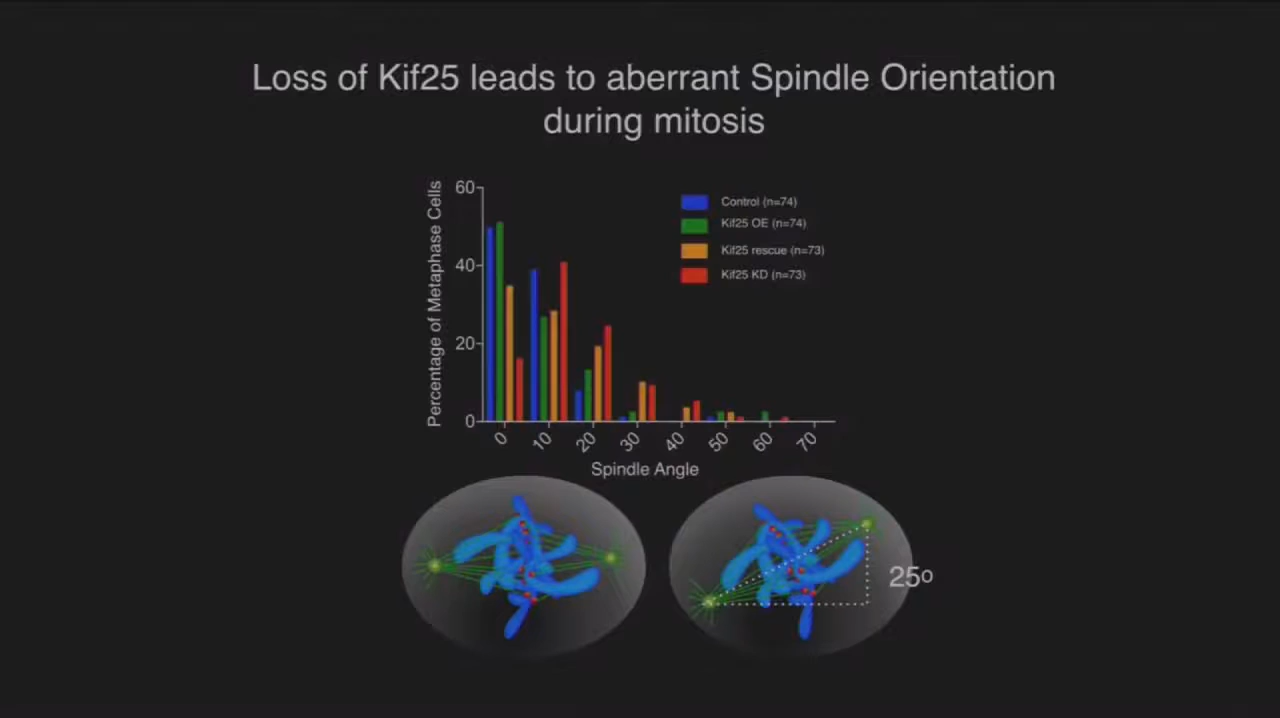 Loss of Kif25 leads to aberrant Spindle Orientation
during mitosis
Percentage of Metaphase Cells
60
40
20
0
Control (n=74)
Kif25 OE (n=74)
Kif25 rescue (n=73)
Kif25 KD (n=73)
0 10 20 30 40 50 60 70
Spindle Angle
25º